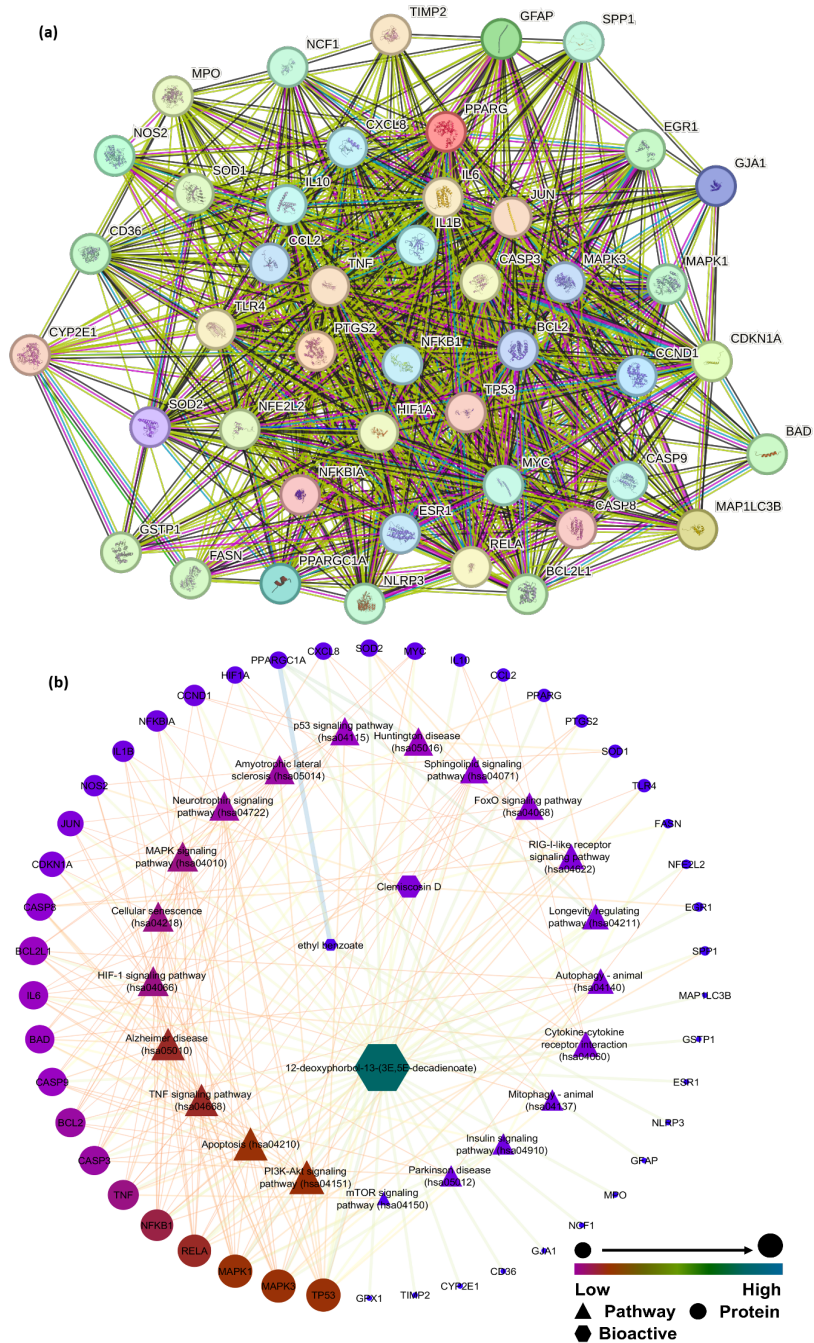 (a)
TIMP2
GFAP
SPP1
NCF1
MPO
PPARG
CXCL8
EGR1
NOS2
SOD1
IL10
IL6
JUN
GJA1
IL1B
CD36
CCL2
CASP3
MAPK3
MAPK1
TNF
TLR4
CYP2E1
PTGS2
NFKB1
BCL2
CDKN1A
CCND1
TP53
SOD2
NFE2L2
HIF1A
BAD
MYC
CASP9
NFKBIA
CASP8
MAP1LC3B
ESR1
GSTP1
RELA
FASN
PPARGC1A
NLRP3
BCL2L1
(b)
PPARGC1A
CXCL8
SOD2
MYC
IL10
CCL2
PPARG
PTGS2
SOD1
TLR4
FASN
NFE2L2
EGR1
SPP1
MAP1LC3B
GSTP1
ESR1
NLRP3
GFAP
MPO
NCF1
GJA1
CD36
CYP2E1
TIMP2
GPX1
TP53
MAPK3
MAPK1
RELA
NFKB1
TNF
CASP3
BCL2
CASP9
BAD
IL6
BCL2L1
CASP8
CDKN1A
JUN
NOS2
IL1B
NFKBIA
CCND1
HIF1A
p53 signaling pathway
(hsa04115)
Huntington disease
(hsa05016)
Sphingolipid signaling
pathway (hsa04071)
FoxO signaling pathway
(hsa04068)
RIG-I-like receptor
signaling pathway
(hsa04622)
Longevity regulating
pathway (hsa04211)
Autophagy - animal
(hsa04140)
Cytokine-cytokine
receptor interaction
(hsa04060)
Mitophagy - animal
(hsa04137)
Insulin signaling
pathway (hsa04910)
Parkinson disease
(hsa05012)
mTOR signaling
pathway (hsa04150)
PI3K-Akt signaling
pathway (hsa04151)
Apoptosis (hsa04210)
TNF signaling pathway
(hsa04668)
Alzheimer disease
(hsa05010)
HIF-1 signaling pathway
(hsa04066)
Cellular senescence
(hsa04218)
MAPK signaling
pathway (hsa04010)
Neurotrophin signaling
pathway (hsa04722)
Amyotrophic lateral
sclerosis (hsa05014)
Clemiscosin D
ethyl benzoate
12-deoxyphorbol-13-(3E,5E-decadienoate)
Low
High
Pathway
Protein
Bioactive